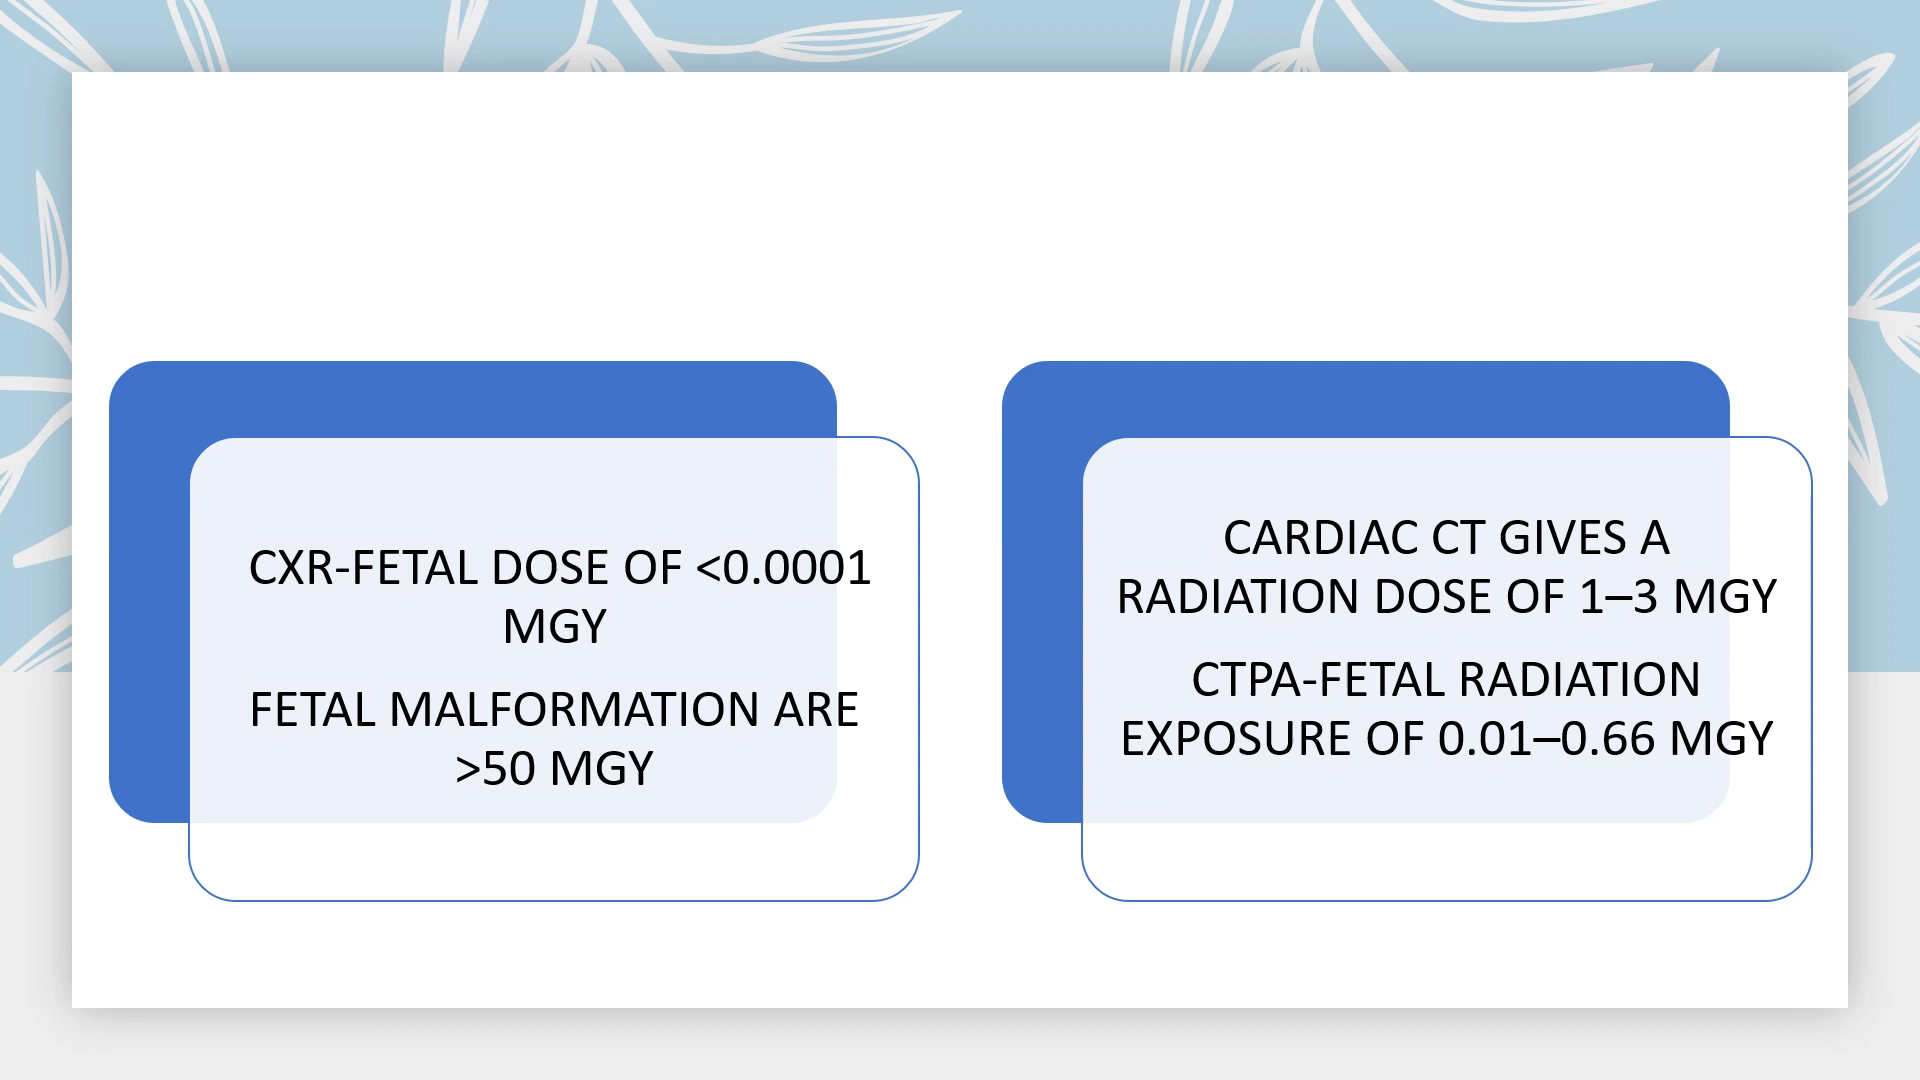 CXR-FETAL DOSE OF <0.0001
MGY
FETAL MALFORMATION ARE
>50 MGY
CARDIAC CT GIVES A
RADIATION DOSE OF 1–3 MGY
CTPA-FETAL RADIATION
EXPOSURE OF 0.01–0.66 MGY